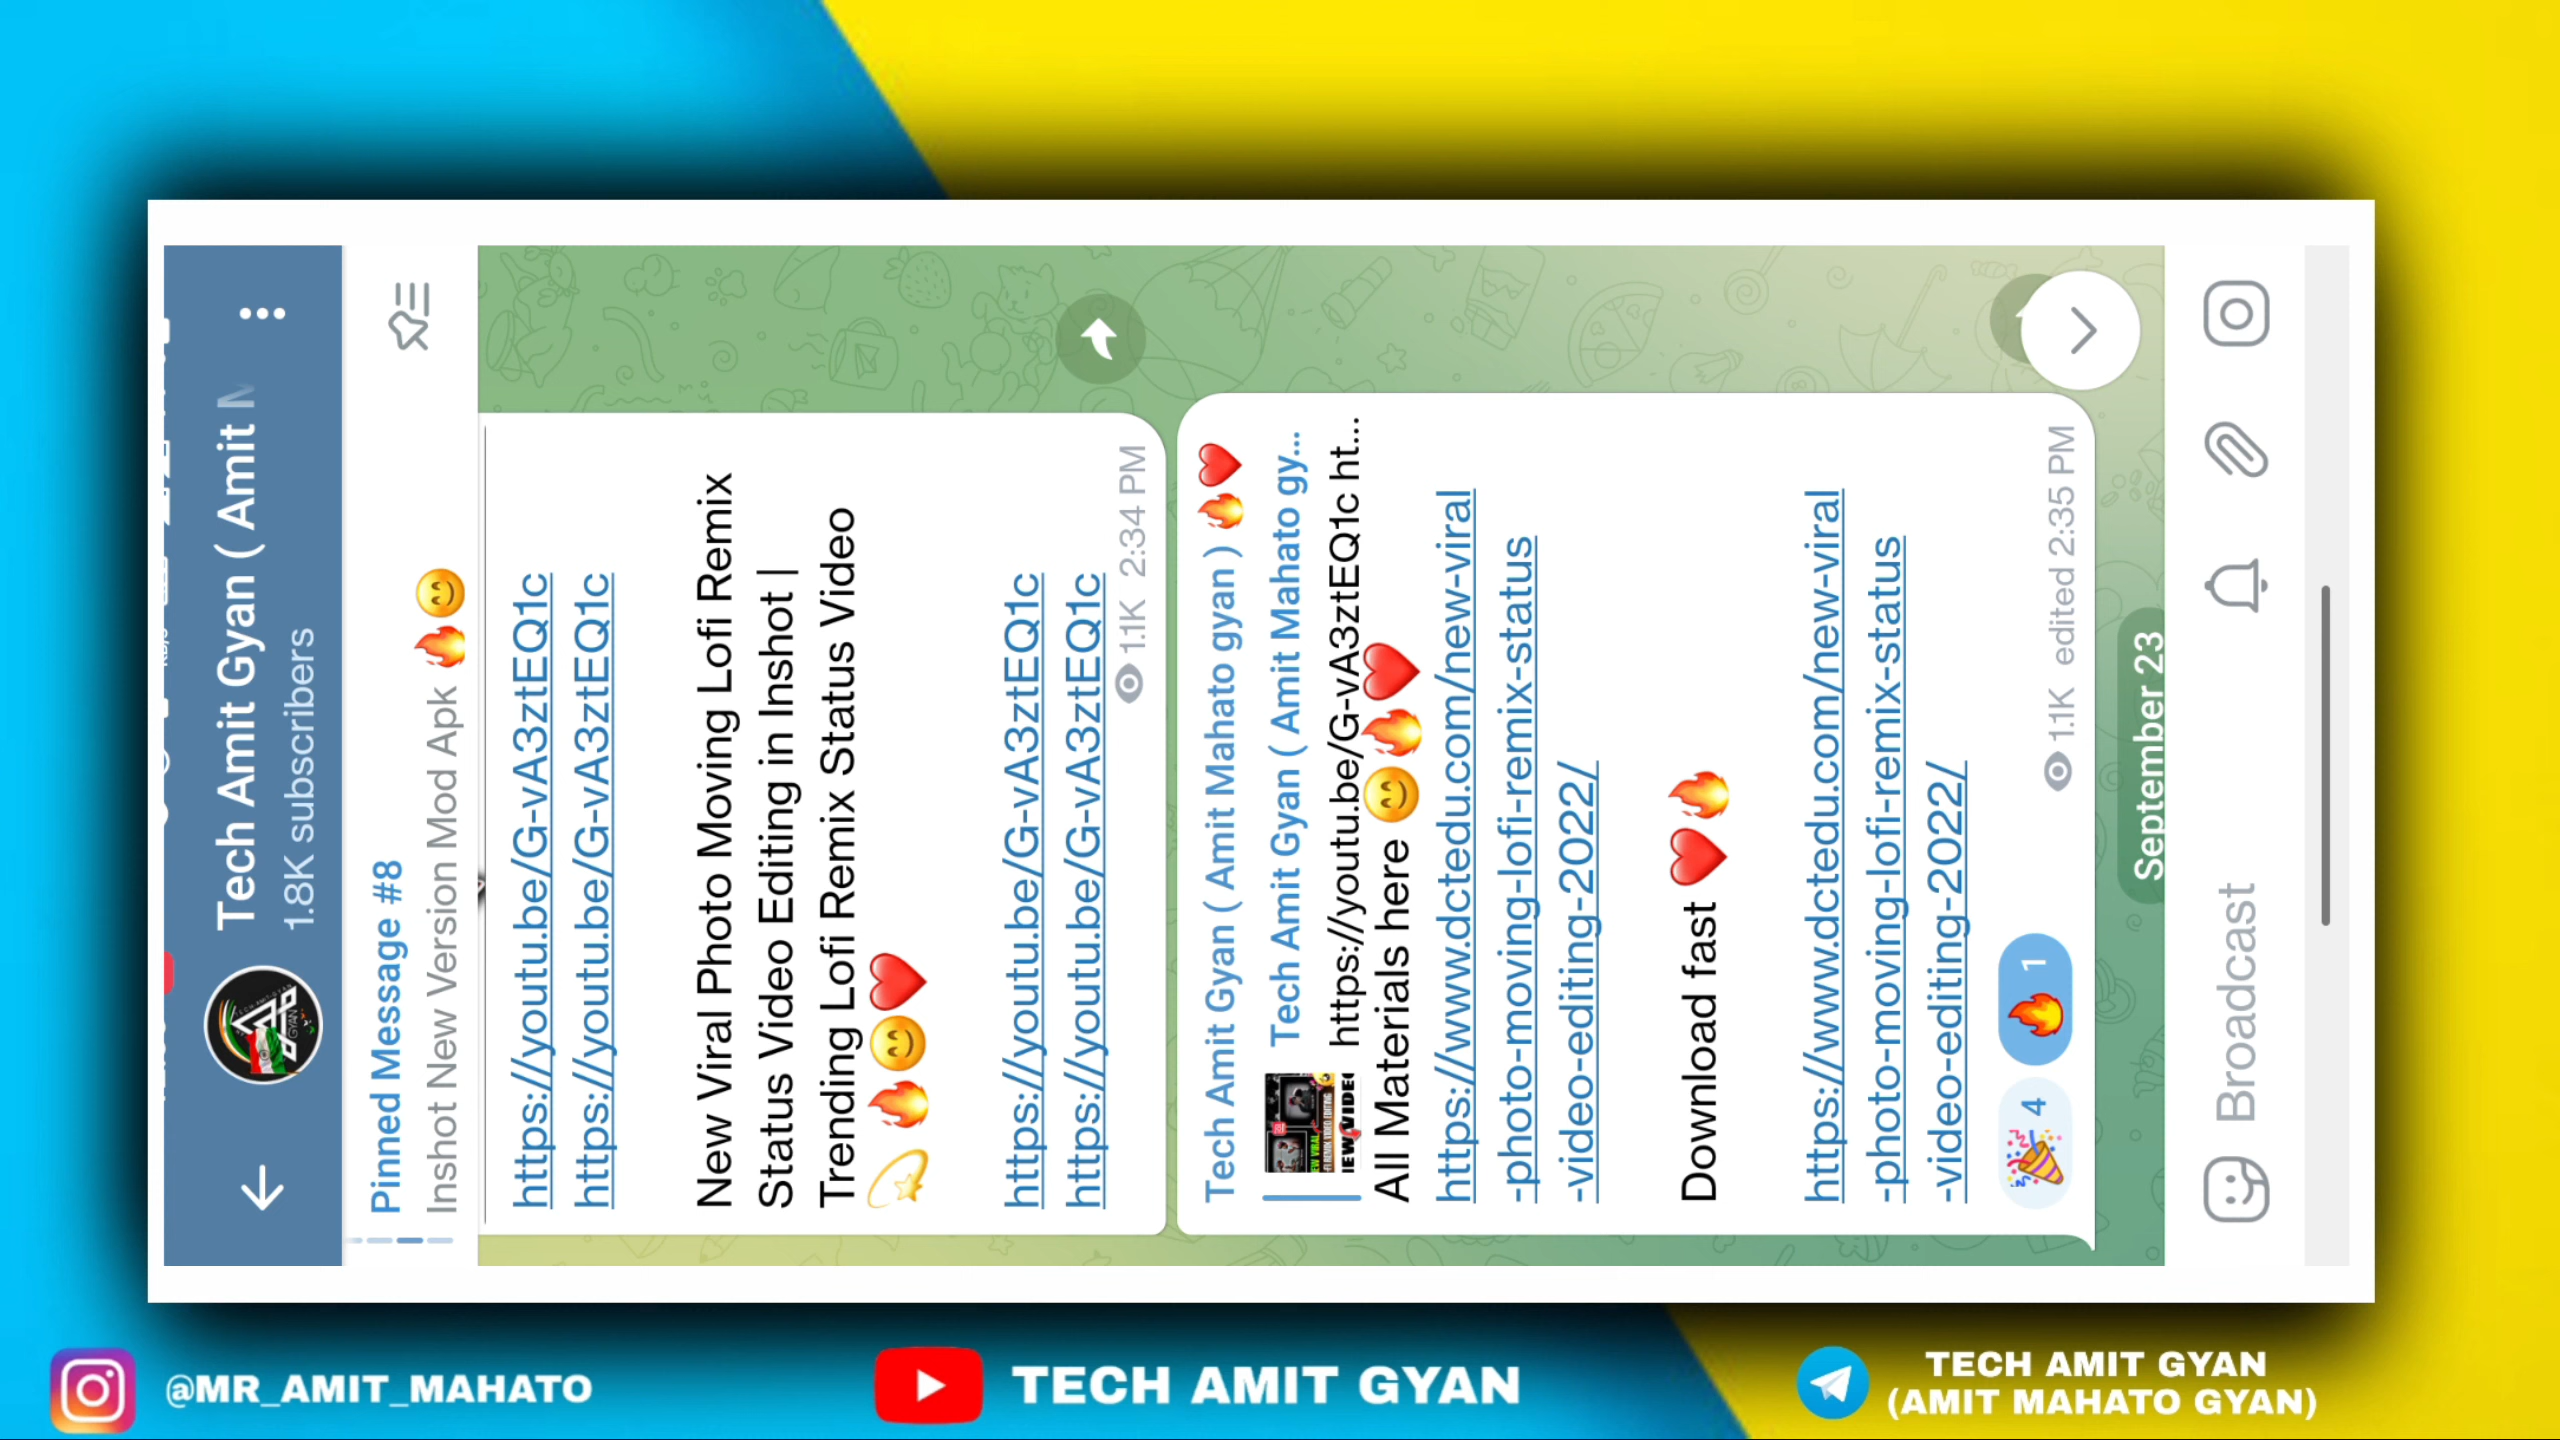 Tech Amit Gyan ( Amit
1.8K subscribers
Pinned Message #8
Inshot New Version Mod Apk 🔥😊
https://youtu.be/G-vA3ztEQ1c
https://youtu.be/G-vA3ztEQ1c
New Viral Photo Moving Lofi Remix
Status Video Editing in Inshot |
Trending Lofi Remix Status Video
💫🔥😊❤️
https://youtu.be/G-vA3ztEQ1c
https://youtu.be/G-vA3ztEQ1c
1.1K 2:34 PM
Tech Amit Gyan ( Amit Mahato gyan ) 🔥❤️
Tech Amit Gyan ( Amit Mahato gy...
https://youtu.be/G-vA3ztEQ1c ht...
All Materials here 😊🔥❤️
https://www.dctedu.com/new-viral
-photo-moving-lofi-remix-status
-video-editing-2022/
Download fast ❤️🔥
https://www.dctedu.com/new-viral
-photo-moving-lofi-remix-status
-video-editing-2022/
🎉 4 🔥 1
1.1K edited 2:35 PM
September 23
Broadcast
@MR_AMIT_MAHATO
TECH AMIT GYAN
TECH AMIT GYAN
(AMIT MAHATO GYAN)